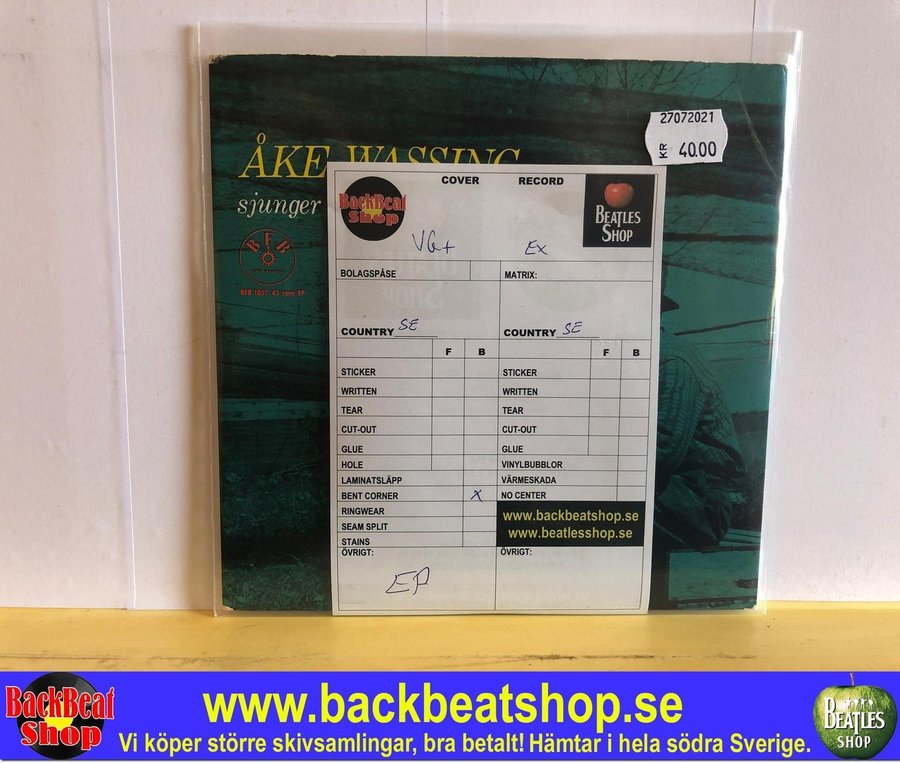 27072021
KR 40.00
ÅKE WASSING
sjunger
BFB
BFB 1057 45 rpm EP
COVER RECORD
BackBeat
Shop
BEATLES
SHOP
VG+ Ex
BOLAGSPÅSE MATRIX:
COUNTRY SE COUNTRY SE
F B F B
STICKER STICKER
WRITTEN WRITTEN
TEAR TEAR
CUT-OUT CUT-OUT
GLUE GLUE
HOLE VINYLBUBBLOR
LAMINATSLÄPP VÄRMESKADA
BENT CORNER X NO CENTER
RINGWEAR
www.backbeatshop.se
SEAM SPLIT
www.beatlesshop.se
STAINS
ÖVRIGT: ÖVRIGT:
EP
BackBeat
Shop
www.backbeatshop.se
Vi köper större skivsamlingar, bra betalt! Hämtar i hela södra Sverige.
BEATLES
SHOP